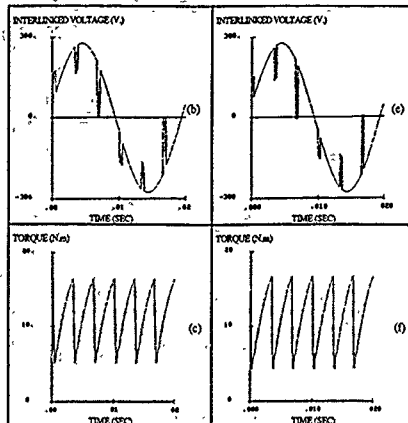 INTERLINKED VOLTAGE (V.)
300.
(b)
0.
-300
.00
.01
.02
TIME (SEC)
INTERLINKED VOLTAGE (V.)
300.
(e)
0
-300
.000
.010
.020
TIME (SEC)
TORQUE (N.m)
(c)
10
0
.00
.01
.02
TIME (SEC)
TORQUE (N.m)
20
(f)
10
0
.000
.010
.020
TIME (SEC)